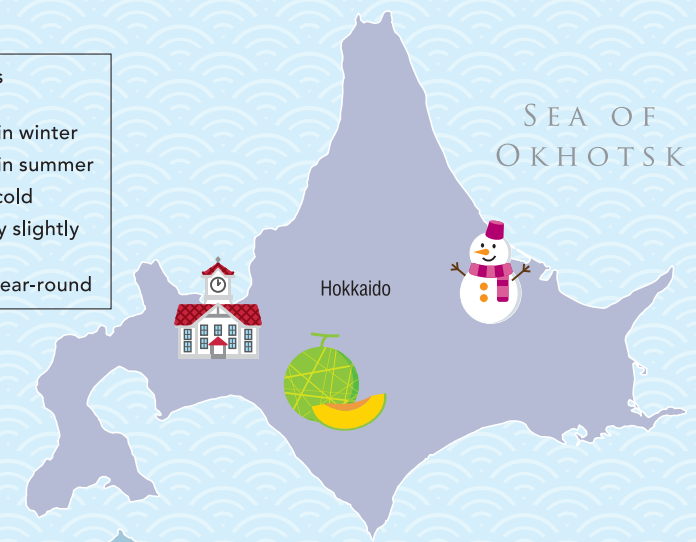 s
in winter
in summer
cold
y slightly
ear-round
SEA OF
OKHOTSK
Hokkaido